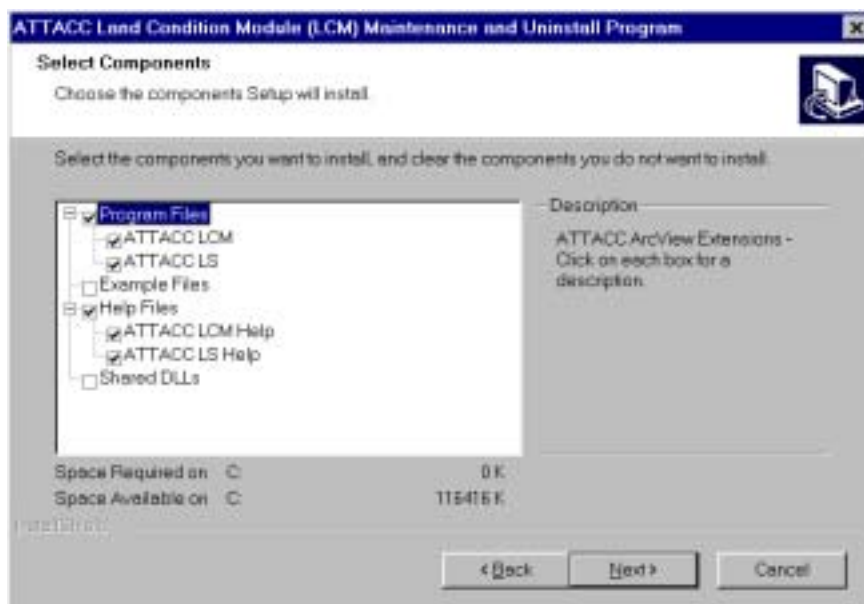 ATTACC Land Condition Module (LCM) Maintenance and Uninstall Program
Select Components
Choose the components Setup will install.
Select the components you want to install, and clear the components you do not want to install.
Program Files
ATTACC LCM
ATTACC LS
Example Files
Help Files
ATTACC LCM Help
ATTACC LS Help
Shared DLLs
Description
ATTACC ArcView Extensions -
Click on each box for a
description.
Space Required on C: 0 K
Space Available on C: 116416 K
InstallShield
< Back
Next >
Cancel